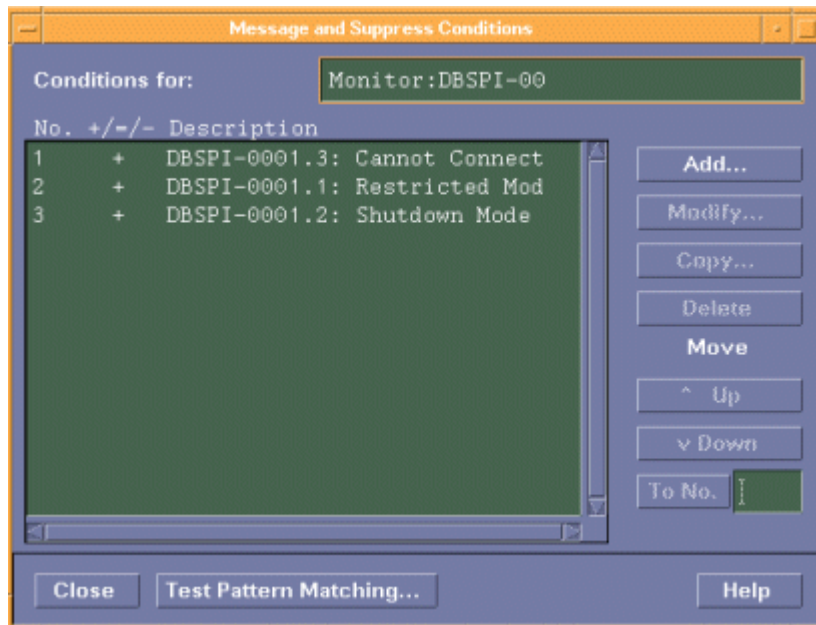 Message and Suppress Conditions
Conditions for: Monitor:DBSPI-00
No. +/=/- Description
1 + DBSPI-0001.3: Cannot Connect
2 + DBSPI-0001.1: Restricted Mod
3 + DBSPI-0001.2: Shutdown Mode
Add...
Modify...
Copy...
Delete
Move
^ Up
v Down
To No.
Close Test Pattern Matching... Help